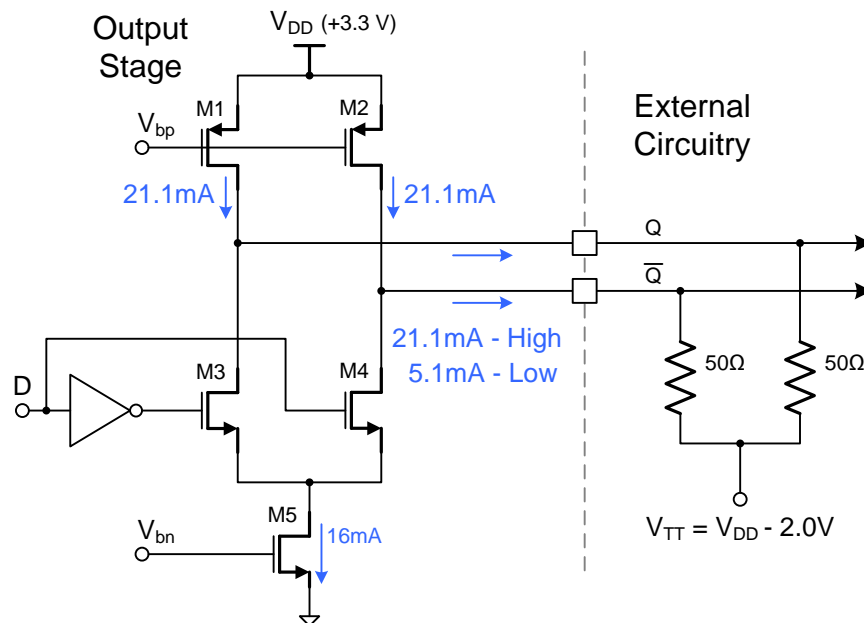 Output
Stage
V_DD (+3.3 V)
M1
M2
V_bp
21.1mA
21.1mA
External
Circuitry
Q
Q̅
21.1mA - High
5.1mA - Low
M3
M4
D
50Ω
50Ω
M5
V_bn
16mA
V_TT = V_DD - 2.0V